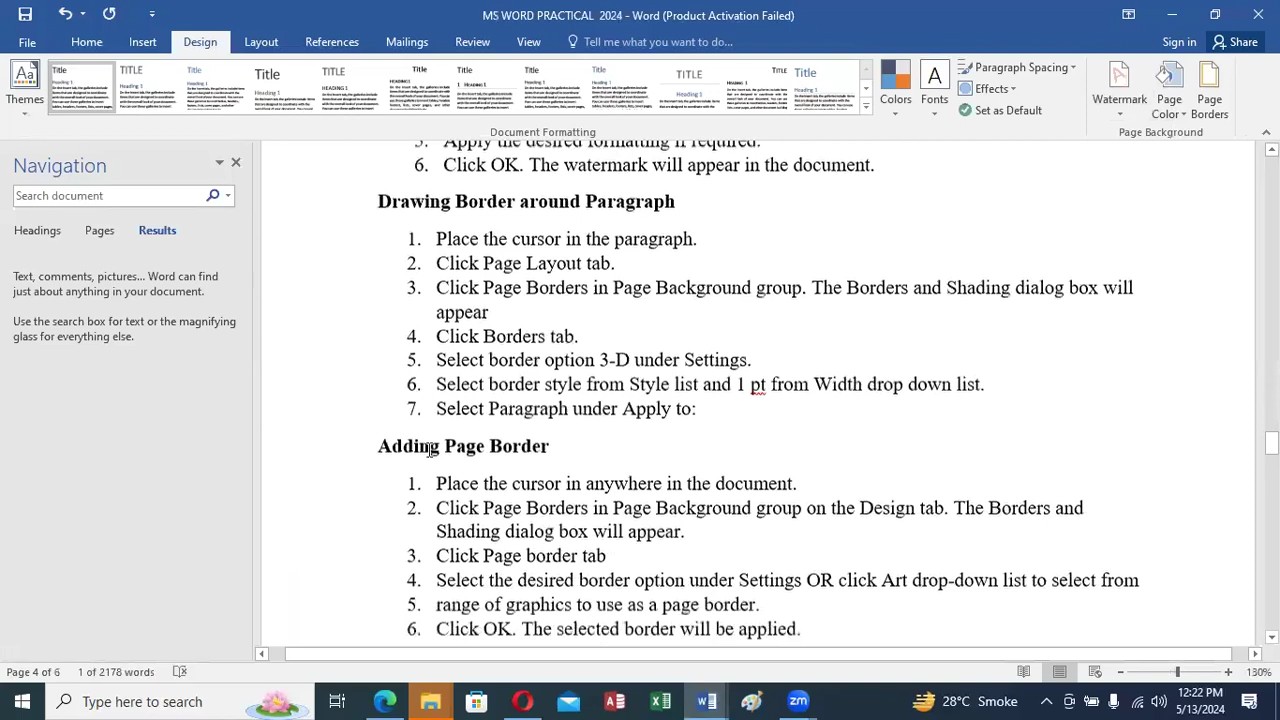 MS WORD PRACTICAL 2024 - Word (Product Activation Failed)
File Home Insert Design Layout References Mailings Review View Tell me what you want to do... Sign in Share
Themes
Colors
Fonts
Paragraph Spacing
Effects
Set as Default
Watermark
Page Color
Page Borders
Document Formatting
Page Background
Navigation
Search document
Headings Pages Results
Text, comments, pictures... Word can find
just about anything in your document.
Use the search box for text or the magnifying
glass for everything else.
5. Apply the desired formatting if required.
6. Click OK. The watermark will appear in the document.
Drawing Border around Paragraph
1. Place the cursor in the paragraph.
2. Click Page Layout tab.
3. Click Page Borders in Page Background group. The Borders and Shading dialog box will
appear
4. Click Borders tab.
5. Select border option 3-D under Settings.
6. Select border style from Style list and 1 pt from Width drop down list.
7. Select Paragraph under Apply to:
Adding Page Border
1. Place the cursor in anywhere in the document.
2. Click Page Borders in Page Background group on the Design tab. The Borders and
Shading dialog box will appear.
3. Click Page border tab
4. Select the desired border option under Settings OR click Art drop-down list to select from
5. range of graphics to use as a page border.
6. Click OK. The selected border will be applied.
Page 4 of 6 1 of 2178 words 130%
Type here to search
28°C Smoke
12:22 PM
5/13/2024